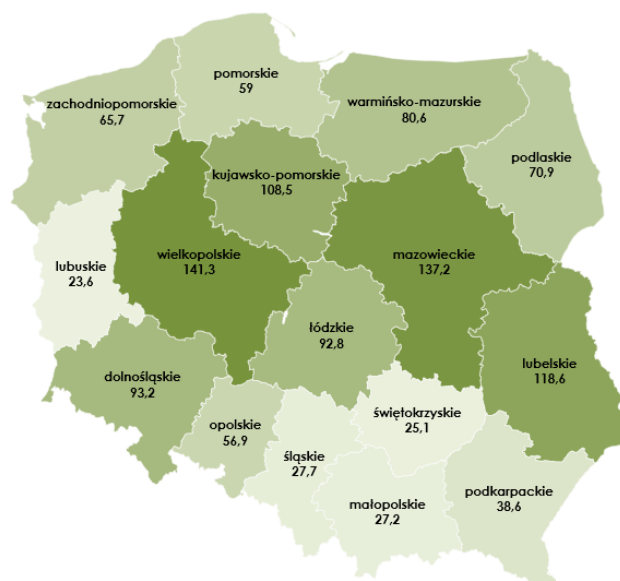 pomorskie
59
zachodniopomorskie
65,7
warmińsko-mazurskie
80,6
podlaskie
70,9
kujawsko-pomorskie
108,5
wielkopolskie
141,3
mazowieckie
137,2
lubuskie
23,6
łódzkie
92,8
lubelskie
118,6
dolnośląskie
93,2
opolskie
56,9
świętokrzyskie
25,1
śląskie
27,7
małopolskie
27,2
podkarpackie
38,6